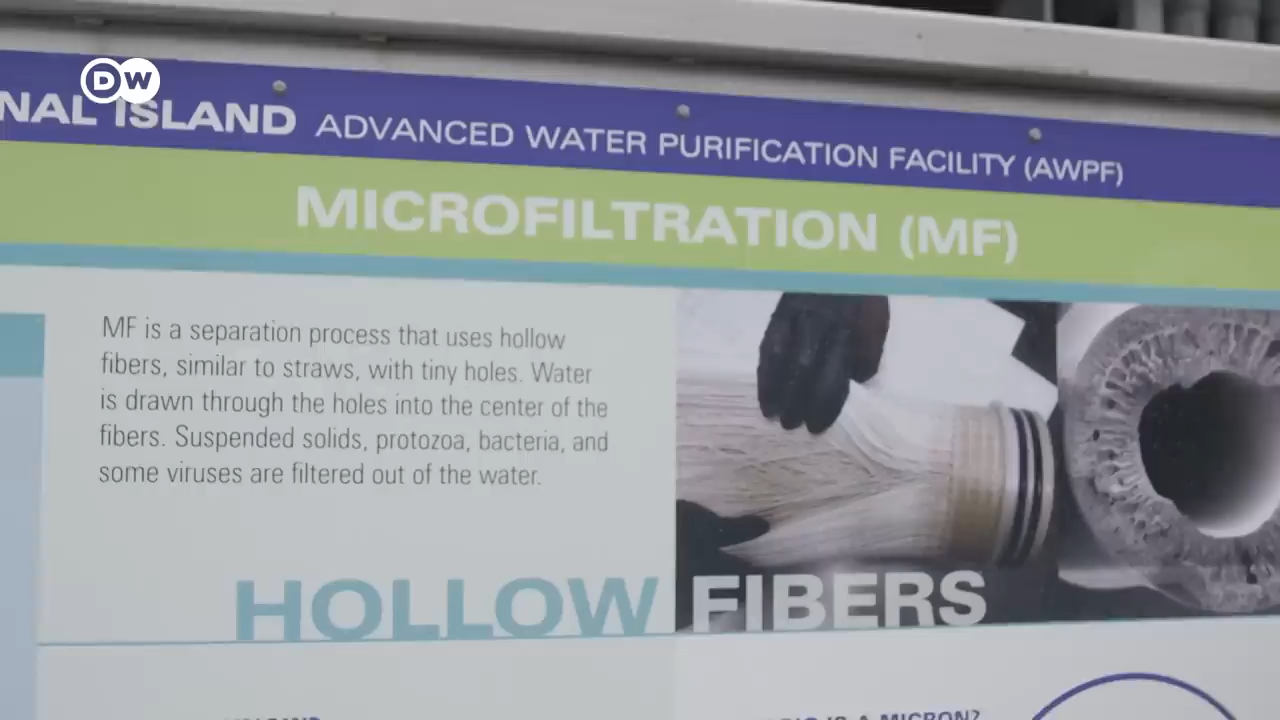 DW
NAL ISLAND ADVANCED WATER PURIFICATION FACILITY (AWPF)
MICROFILTRATION (MF)
MF is a separation process that uses hollow
fibers, similar to straws, with tiny holes. Water
is drawn through the holes into the center of the
fibers. Suspended solids, protozoa, bacteria, and
some viruses are filtered out of the water.
HOLLOW FIBERS
IS A MICRON?